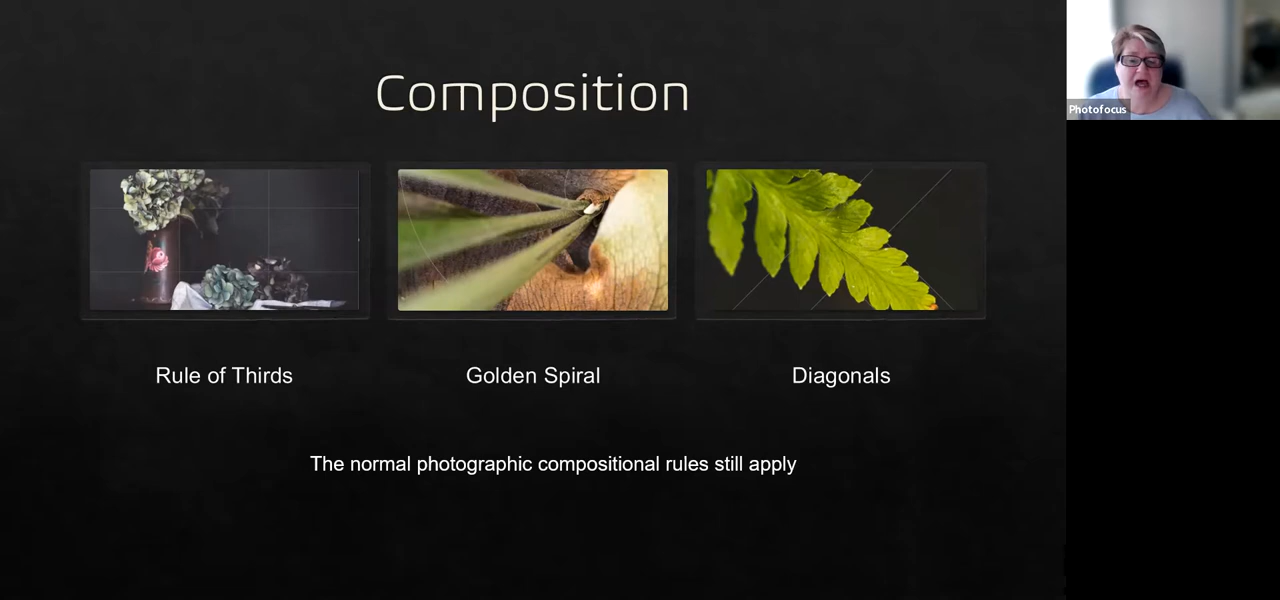 Composition
Photofocus
Rule of Thirds
Golden Spiral
Diagonals
The normal photographic compositional rules still apply